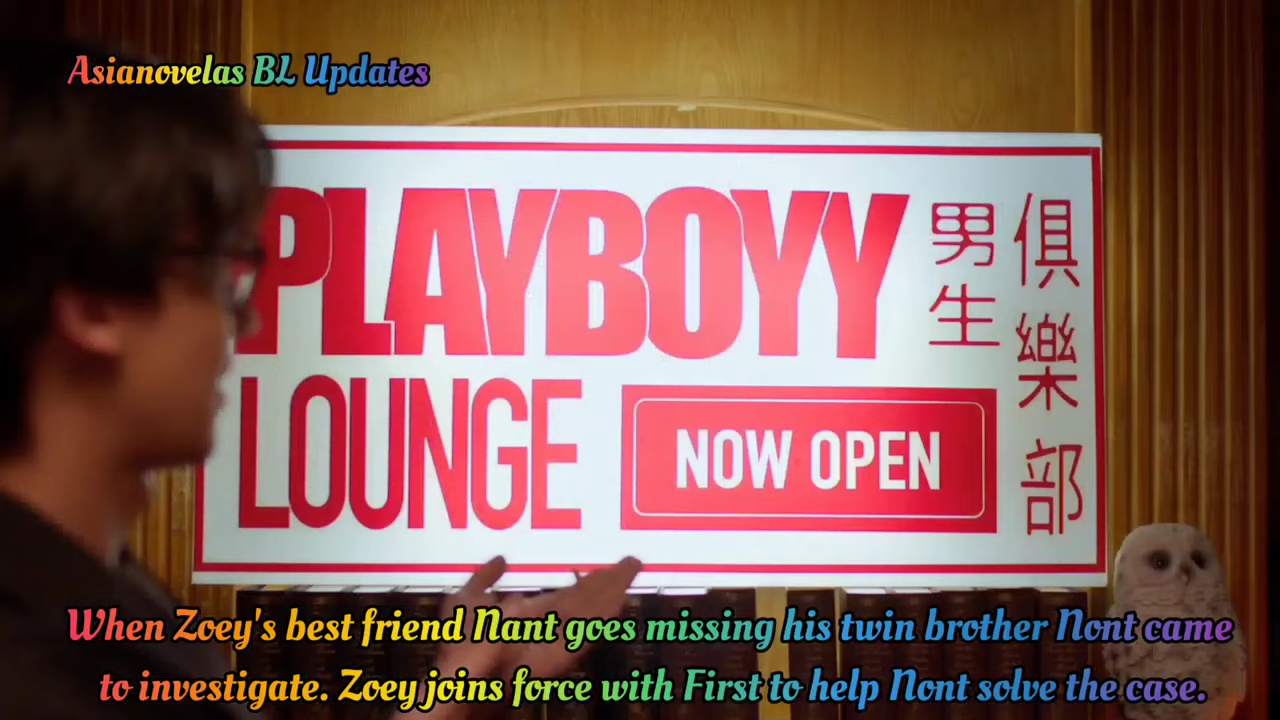 Asianovelas BL Updates
PLAYBOYY
LOUNGE
NOW OPEN
男生
俱樂部
When Zoey's best friend Nant goes missing his twin brother Nont came
to investigate. Zoey joins force with First to help Nont solve the case.